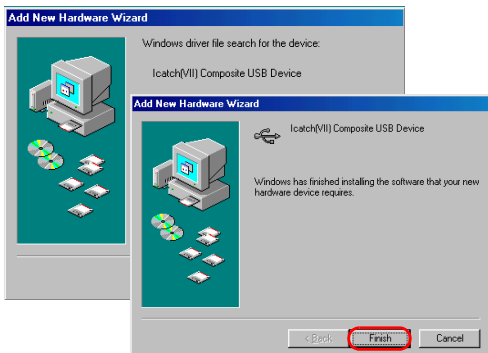 Add New Hardware Wizard
Windows driver file search for the device:
Icatch(VII) Composite USB Device
Add New Hardware Wizard
Icatch(VII) Composite USB Device
Windows has finished installing the software that your new
hardware device requires.
< Back
Finish
Cancel